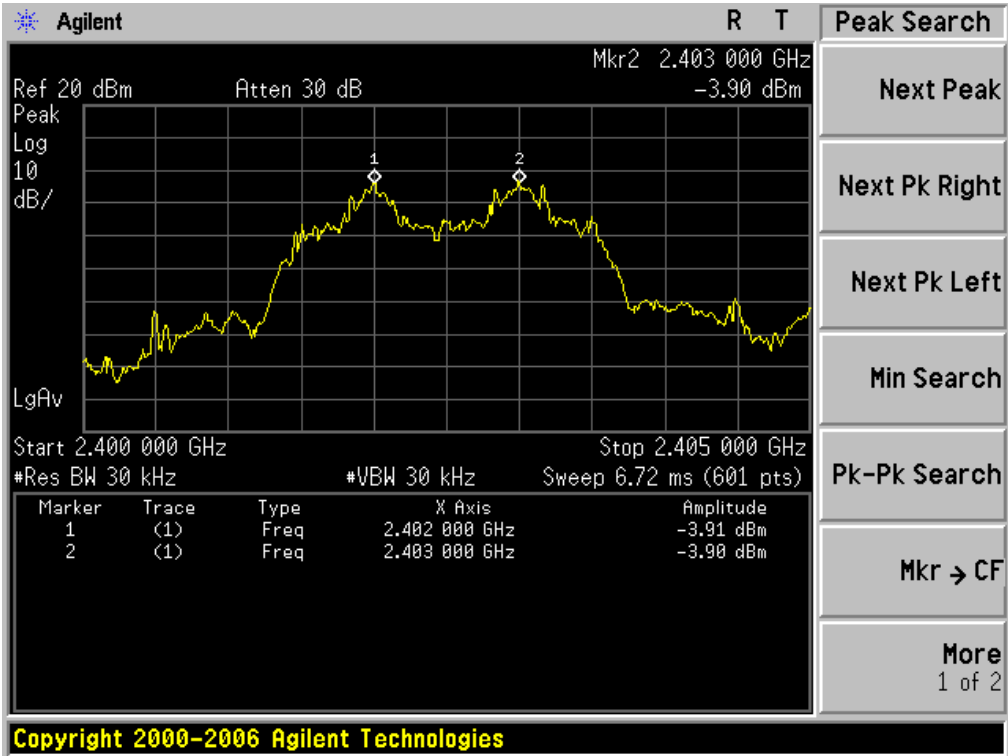 Agilent R T
Peak Search
Mkr2 2.403 000 GHz
Ref 20 dBm Atten 30 dB -3.90 dBm
Peak
Log
10
dB/
1 2
LgAv
Start 2.400 000 GHz Stop 2.405 000 GHz
#Res BW 30 kHz #VBW 30 kHz Sweep 6.72 ms (601 pts)
Marker Trace Type X Axis Amplitude
1 (1) Freq 2.402 000 GHz -3.91 dBm
2 (1) Freq 2.403 000 GHz -3.90 dBm
Next Peak
Next Pk Right
Next Pk Left
Min Search
Pk-Pk Search
Mkr → CF
More
1 of 2
Copyright 2000-2006 Agilent Technologies